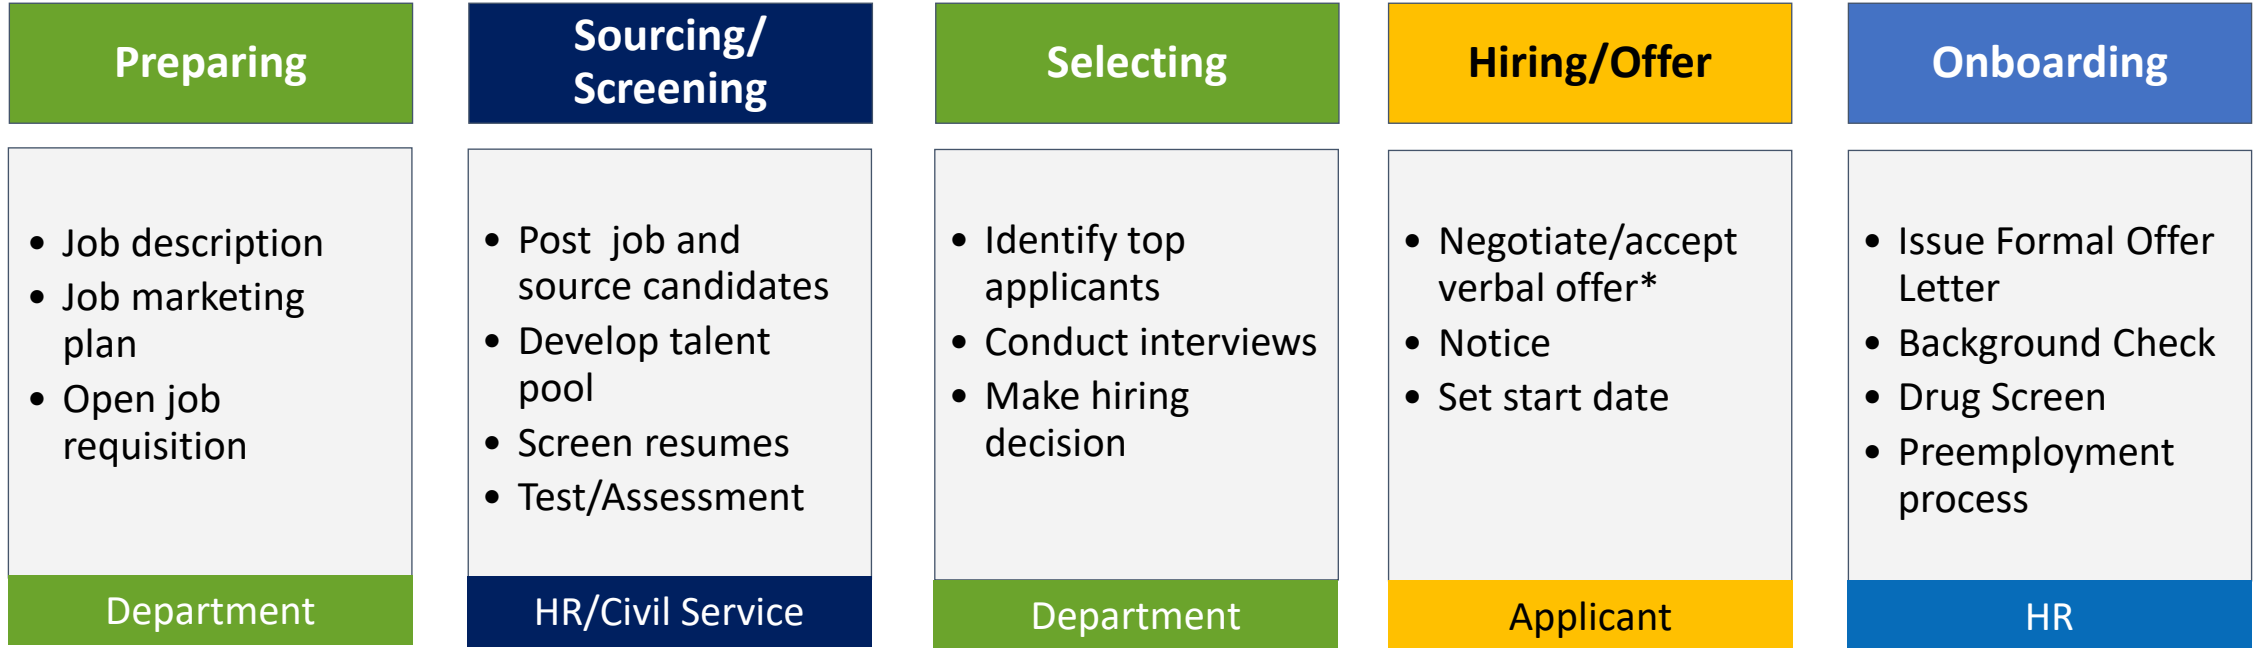 Preparing
• Job description
• Job marketing
plan
• Open job
requisition
Department
Sourcing/
Screening
• Post  job and
source candidates
• Develop talent
pool
• Screen resumes
• Test/Assessment
HR/Civil Service
Selecting
• Identify top
applicants
• Conduct interviews
• Make hiring
decision
Department
Hiring/Offer
• Negotiate/accept
verbal offer*
• Notice
• Set start date
Applicant
Onboarding
• Issue Formal Offer
Letter
• Background Check
• Drug Screen
• Preemployment
process
HR